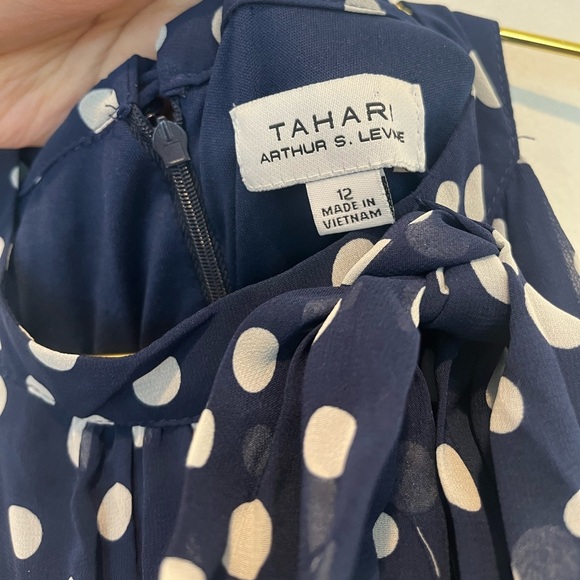 TAHARI
ARTHUR S. LEVINE
12
MADE IN
VIETNAM